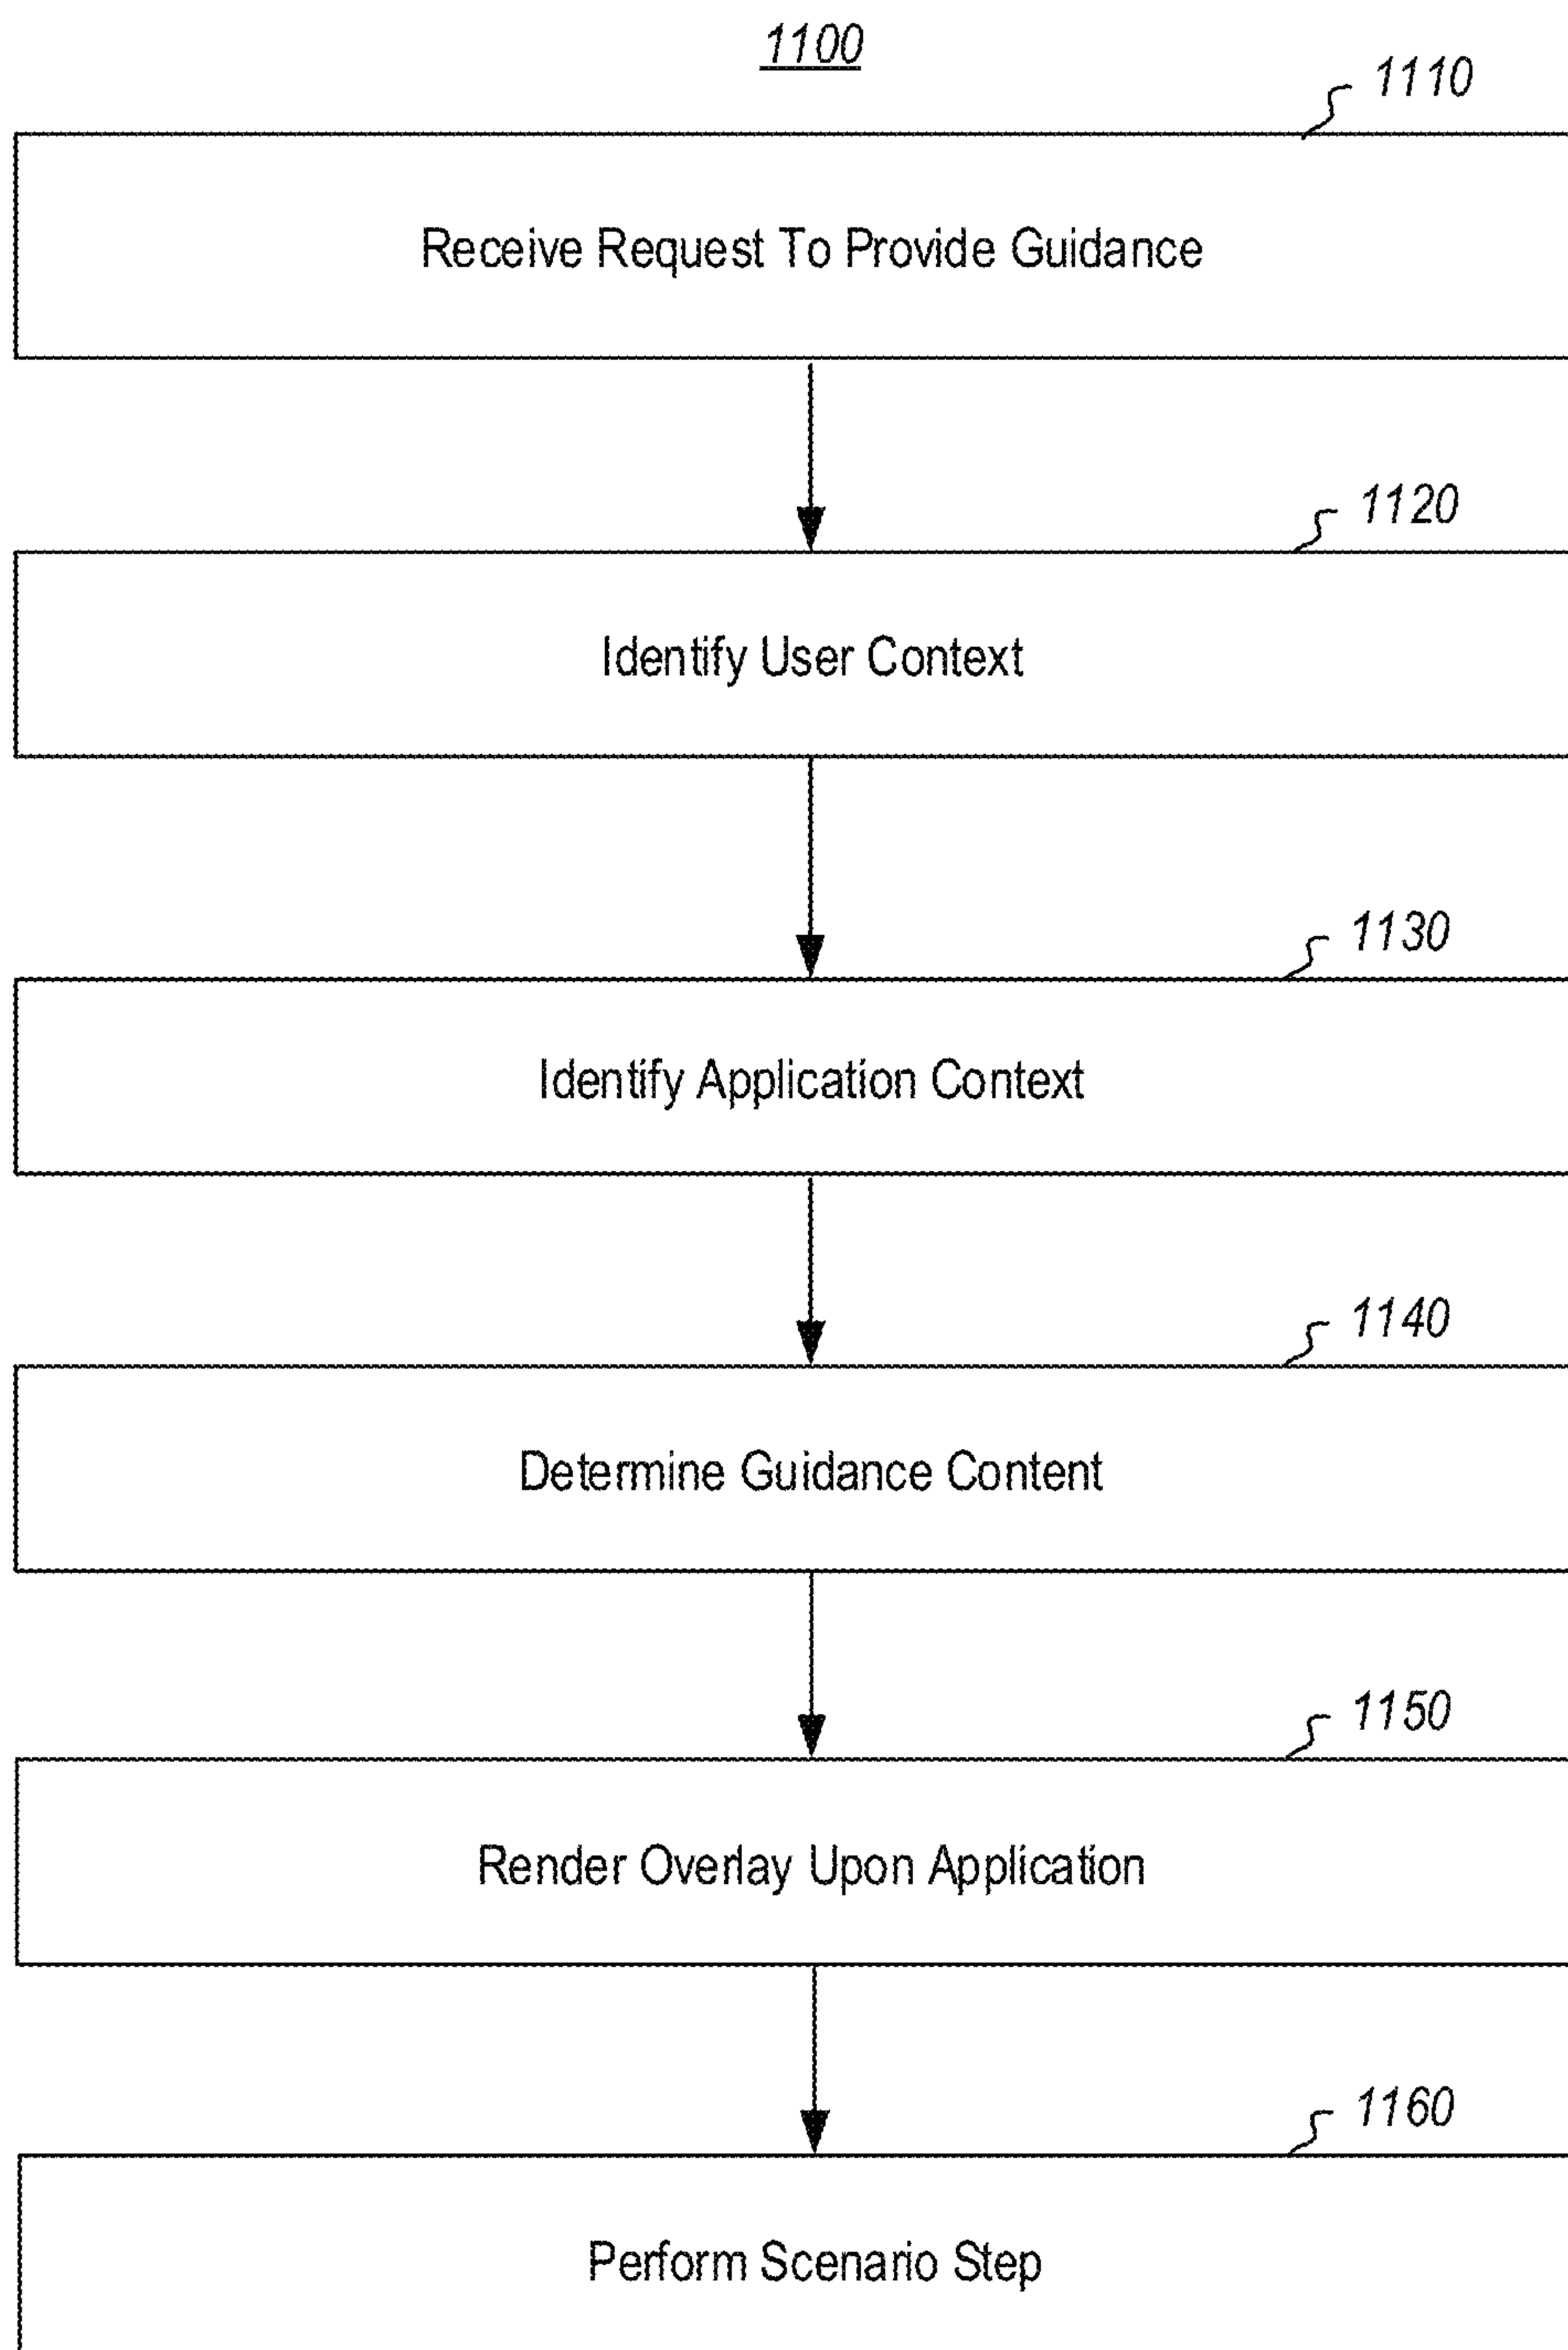 1100
1110
Receive Request To Provide Guidance
1120
Identify User Context
1130
Identify Application Context
1140
Determine Guidance Content
1150
Render Overlay Upon Application
1160
Perform Scenario Step